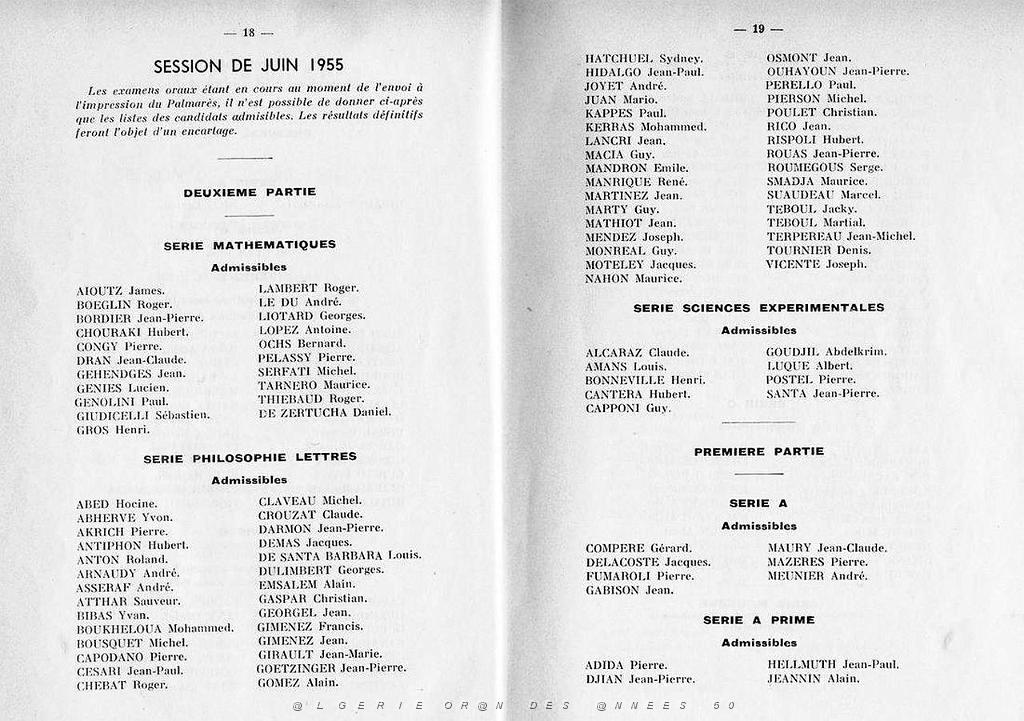 — 18 —
SESSION DE JUIN 1955
Les examens oraux étant en cours au moment de l'envoi à
l'impression du Palmarès, il n'est possible de donner ci-après
que les listes des candidats admisibles. Les résultats définitifs
feront l'objet d'un encartage.
DEUXIEME PARTIE
SERIE MATHEMATIQUES
Admissibles
AIOUTZ James.
BOEGLIN Roger.
BORDIER Jean-Pierre.
CHOURAKI Hubert.
CONGY Pierre.
DRAN Jean-Claude.
GEHENDGES Jean.
GENIES Lucien.
GENOLINI Paul.
GIUDICELLI Sébastien.
GROS Henri.
LAMBERT Roger.
LE DU André.
LIOTARD Georges.
LOPEZ Antoine.
OCHS Bernard.
PELASSY Pierre.
SERFATI Michel.
TARNERO Maurice.
THIEBAUD Roger.
DE ZERTUCHA Daniel.
SERIE PHILOSOPHIE LETTRES
Admissibles
ABED Hocine.
ABHERVE Yvon.
AKRICH Pierre.
ANTIPHON Hubert.
ANTON Roland.
ARNAUDY André.
ASSERAF André.
ATTHAR Sauveur.
BIBAS Yvan.
BOUKHELOUA Mohammed.
BOUSQUET Michel.
CAPODANO Pierre.
CESARI Jean-Paul.
CHEBAT Roger.
CLAVEAU Michel.
CROUZAT Claude.
DARMON Jean-Pierre.
DEMAS Jacques.
DE SANTA BARBARA Louis.
DULIMBERT Georges.
EMSALEM Alain.
GASPAR Christian.
GEORGEL Jean.
GIMENEZ Francis.
GIMENEZ Jean.
GIRAULT Jean-Marie.
GOETZINGER Jean-Pierre.
GOMEZ Alain.
— 19 —
HATCHUEL Sydney.
HIDALGO Jean-Paul.
JOYET André.
JUAN Mario.
KAPPES Paul.
KERRAS Mohammed.
LANCRI Jean.
MACIA Guy.
MANDRON Emile.
MANRIQUE René.
MARTINEZ Jean.
MARTY Guy.
MATHIOT Jean.
MENDEZ Joseph.
MONREAL Guy.
MOTELEY Jacques.
NAHON Maurice.
OSMONT Jean.
OUHAYOUN Jean-Pierre.
PERELLO Paul.
PIERSON Michel.
POULET Christian.
RICO Jean.
RISPOLI Hubert.
ROUAS Jean-Pierre.
ROUMEGOUS Serge.
SMADJA Maurice.
SUAUDEAU Marcel.
TEBOUL Jacky.
TEBOUL Martial.
TERPEREAU Jean-Michel.
TOURNIER Denis.
VICENTE Joseph.
SERIE SCIENCES EXPERIMENTALES
Admissibles
ALCARAZ Claude.
AMANS Louis.
BONNEVILLE Henri.
CANTERA Hubert.
CAPPONI Guy.
GOUDJIL Abdelkrim.
LUQUE Albert.
POSTEL Pierre.
SANTA Jean-Pierre.
PREMIERE PARTIE
SERIE A
Admissibles
COMPERE Gérard.
DELACOSTE Jacques.
FUMAROLI Pierre.
GABISON Jean.
MAURY Jean-Claude.
MAZERES Pierre.
MEUNIER André.
SERIE A PRIME
Admissibles
ADIDA Pierre.
DJIAN Jean-Pierre.
HELLMUTH Jean-Paul.
JEANNIN Alain.
@LGERIE OR@N DES @NNEES 50